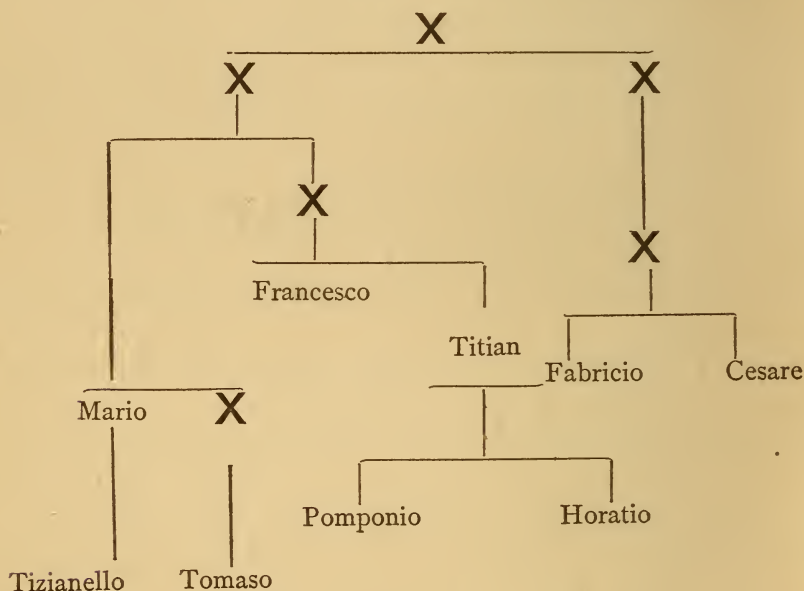 X
X X
X
X
Francesco
Titian
Fabricio Cesare
Mario X
Pomponio Horatio
Tizianello Tomaso